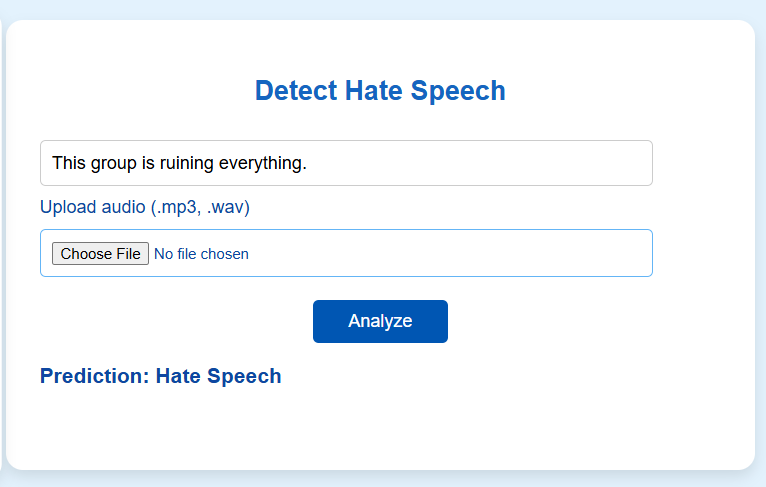 Detect Hate Speech
This group is ruining everything.
Upload audio (.mp3, .wav)
Choose File No file chosen
Analyze
Prediction: Hate Speech